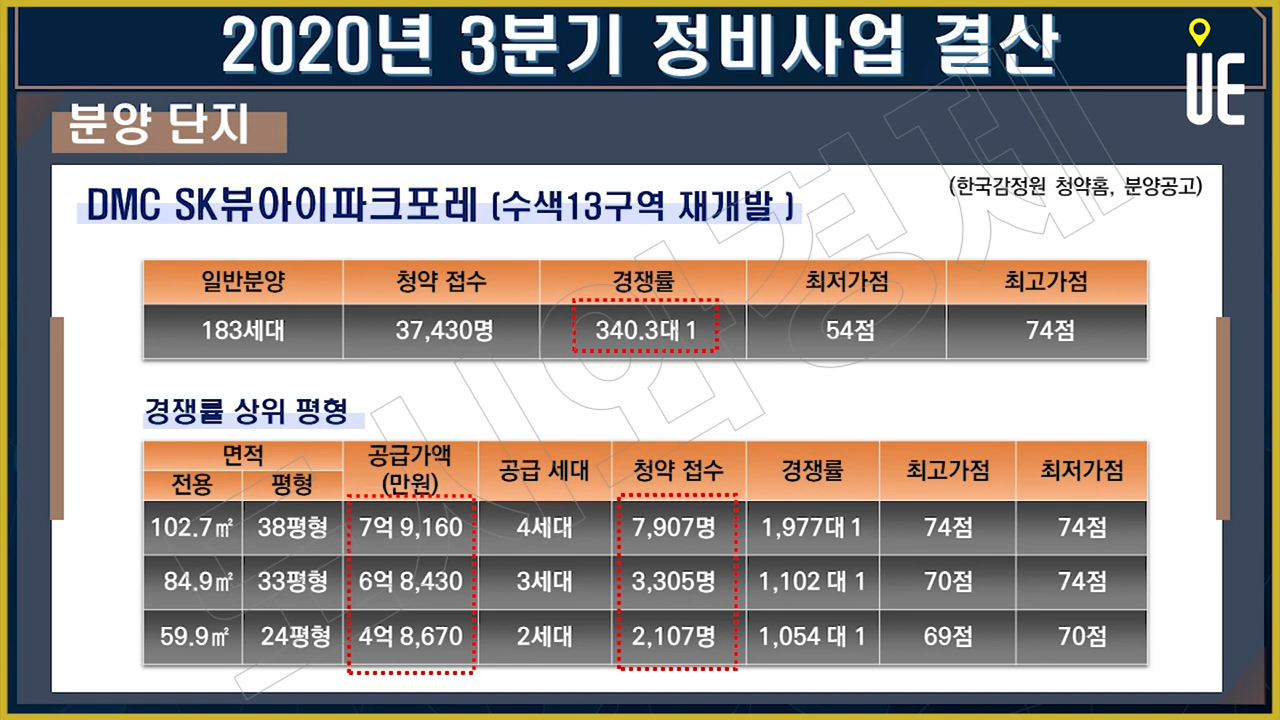 2020년 3분기 정비사업 결산
UE
분양 단지
DMC SK뷰아이파크포레 (수색13구역 재개발 )
(한국감정원 청약홈, 분양공고)
일반분양 청약 접수 경쟁률 최저가점 최고가점
183세대 37,430명 340.3대 1 54점 74점
경쟁률 상위 평형
면적 공급가액 (만원) 공급 세대 청약 접수 경쟁률 최고가점 최저가점
전용 평형
102.7㎡ 38평형 7억 9,160 4세대 7,907명 1,977대 1 74점 74점
84.9㎡ 33평형 6억 8,430 3세대 3,305명 1,102 대 1 70점 74점
59.9㎡ 24평형 4억 8,670 2세대 2,107명 1,054 대 1 69점 70점